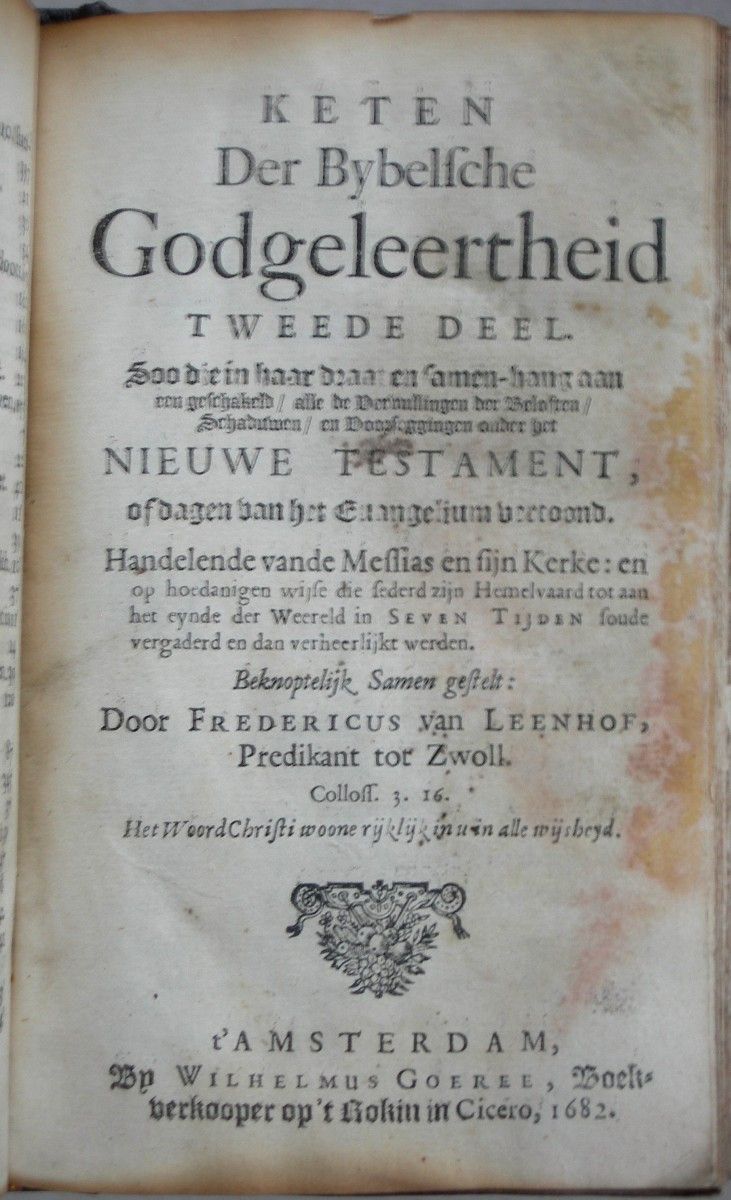 KETEN
Der Bybelſche
Godgeleertheid
TWEEDE DEEL.
Soo die in haar draat en ſamen-hang aan
een geſchakeld / alle de Vervullingen der Beloften /
Schaduwen / en Voorſeggingen onder het
NIEUWE TESTAMENT,
of dagen van het Euangelium vertoond.
Handelende vande Meſſias en ſijn Kerke: en
op hoedanigen wijſe die ſederd zijn Hemelvaard tot aan
het eynde der Weereld in SEVEN TIJDEN ſoude
vergaderd en dan verheerlijkt werden.
Beknoptelijk Samen geſtelt:
Door FREDERICUS van LEENHOF,
Predikant tot Zwoll.
Colloſſ. 3. 16.
Het Woord Chriſti woone rijklijk in u in alle wijsheyd.
t'AMSTERDAM,
By WILHELMUS GOEREE, Boek-
verkooper op't Rokin in Cicero, 1682.